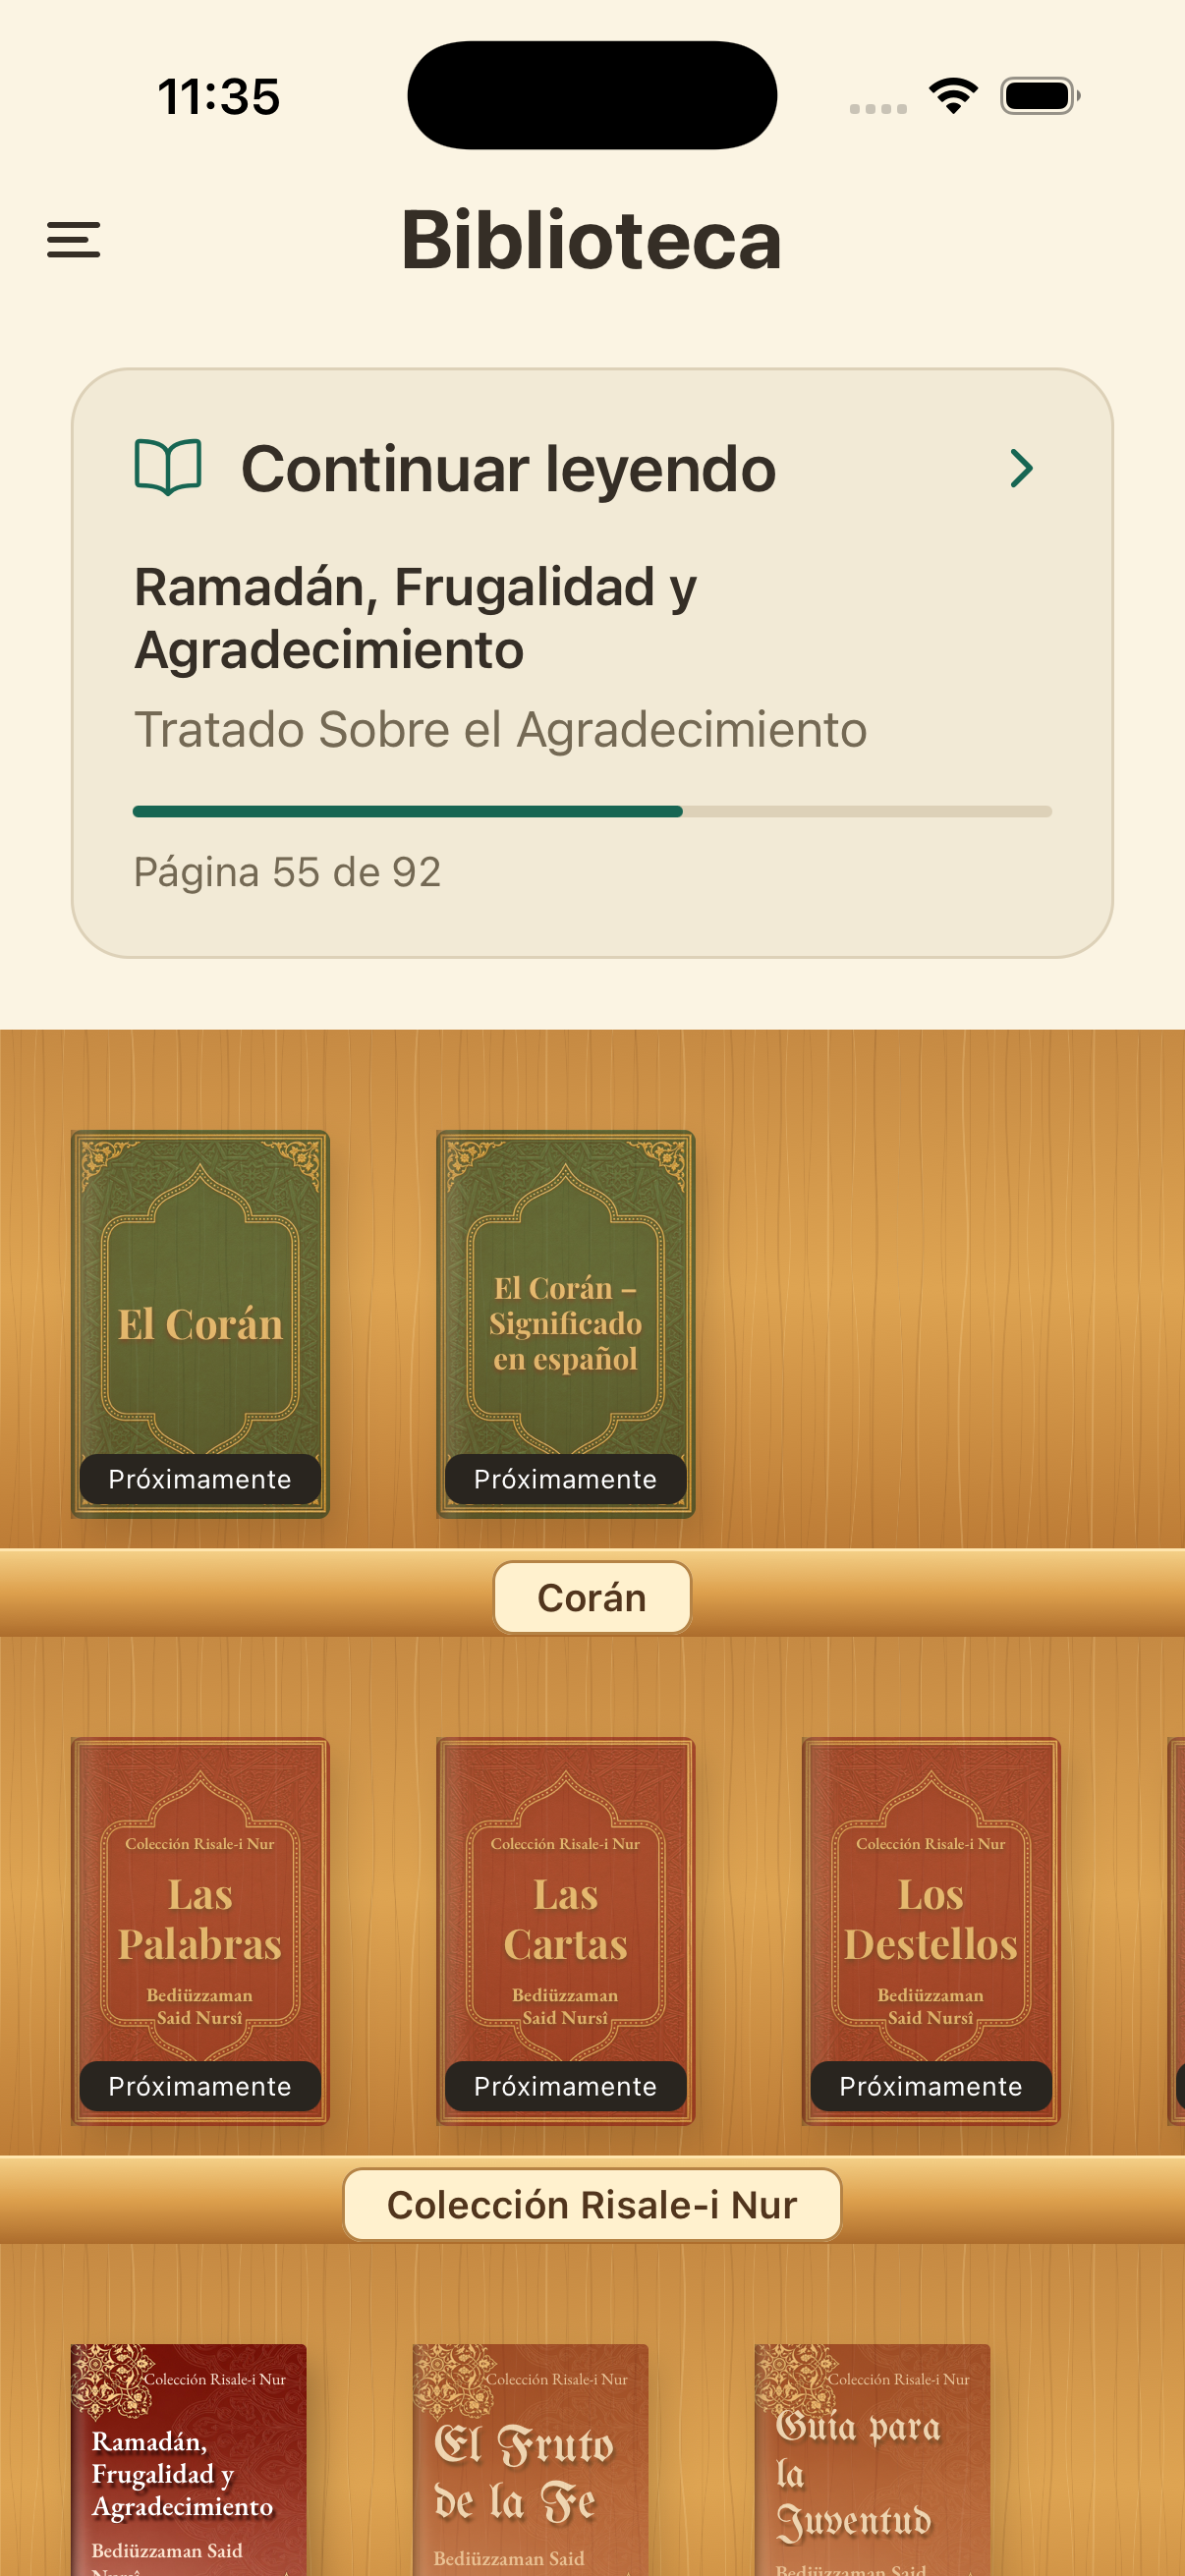 11:35
Biblioteca
Continuar leyendo
Ramadán, Frugalidad y
Agradecimiento
Tratado Sobre el Agradecimiento
Página 55 de 92
El Corán
Próximamente
El Corán –
Significado
en español
Próximamente
Corán
Colección Risale-i Nur
Las
Palabras
Bediüzzaman
Said Nursî
Próximamente
Colección Risale-i Nur
Las
Cartas
Bediüzzaman
Said Nursî
Próximamente
Colección Risale-i Nur
Los
Destellos
Bediüzzaman
Said Nursî
Próximamente
Colección Risale-i Nur
Colección Risale-i Nur
Ramadán,
Frugalidad y
Agradecimiento
Bediüzzaman Said
Colección Risale-i Nur
El Fruto
de la Fe
Bediüzzaman Said
Colección Risale-i Nur
Guía para
la
Juventud
Bediüzzaman Said